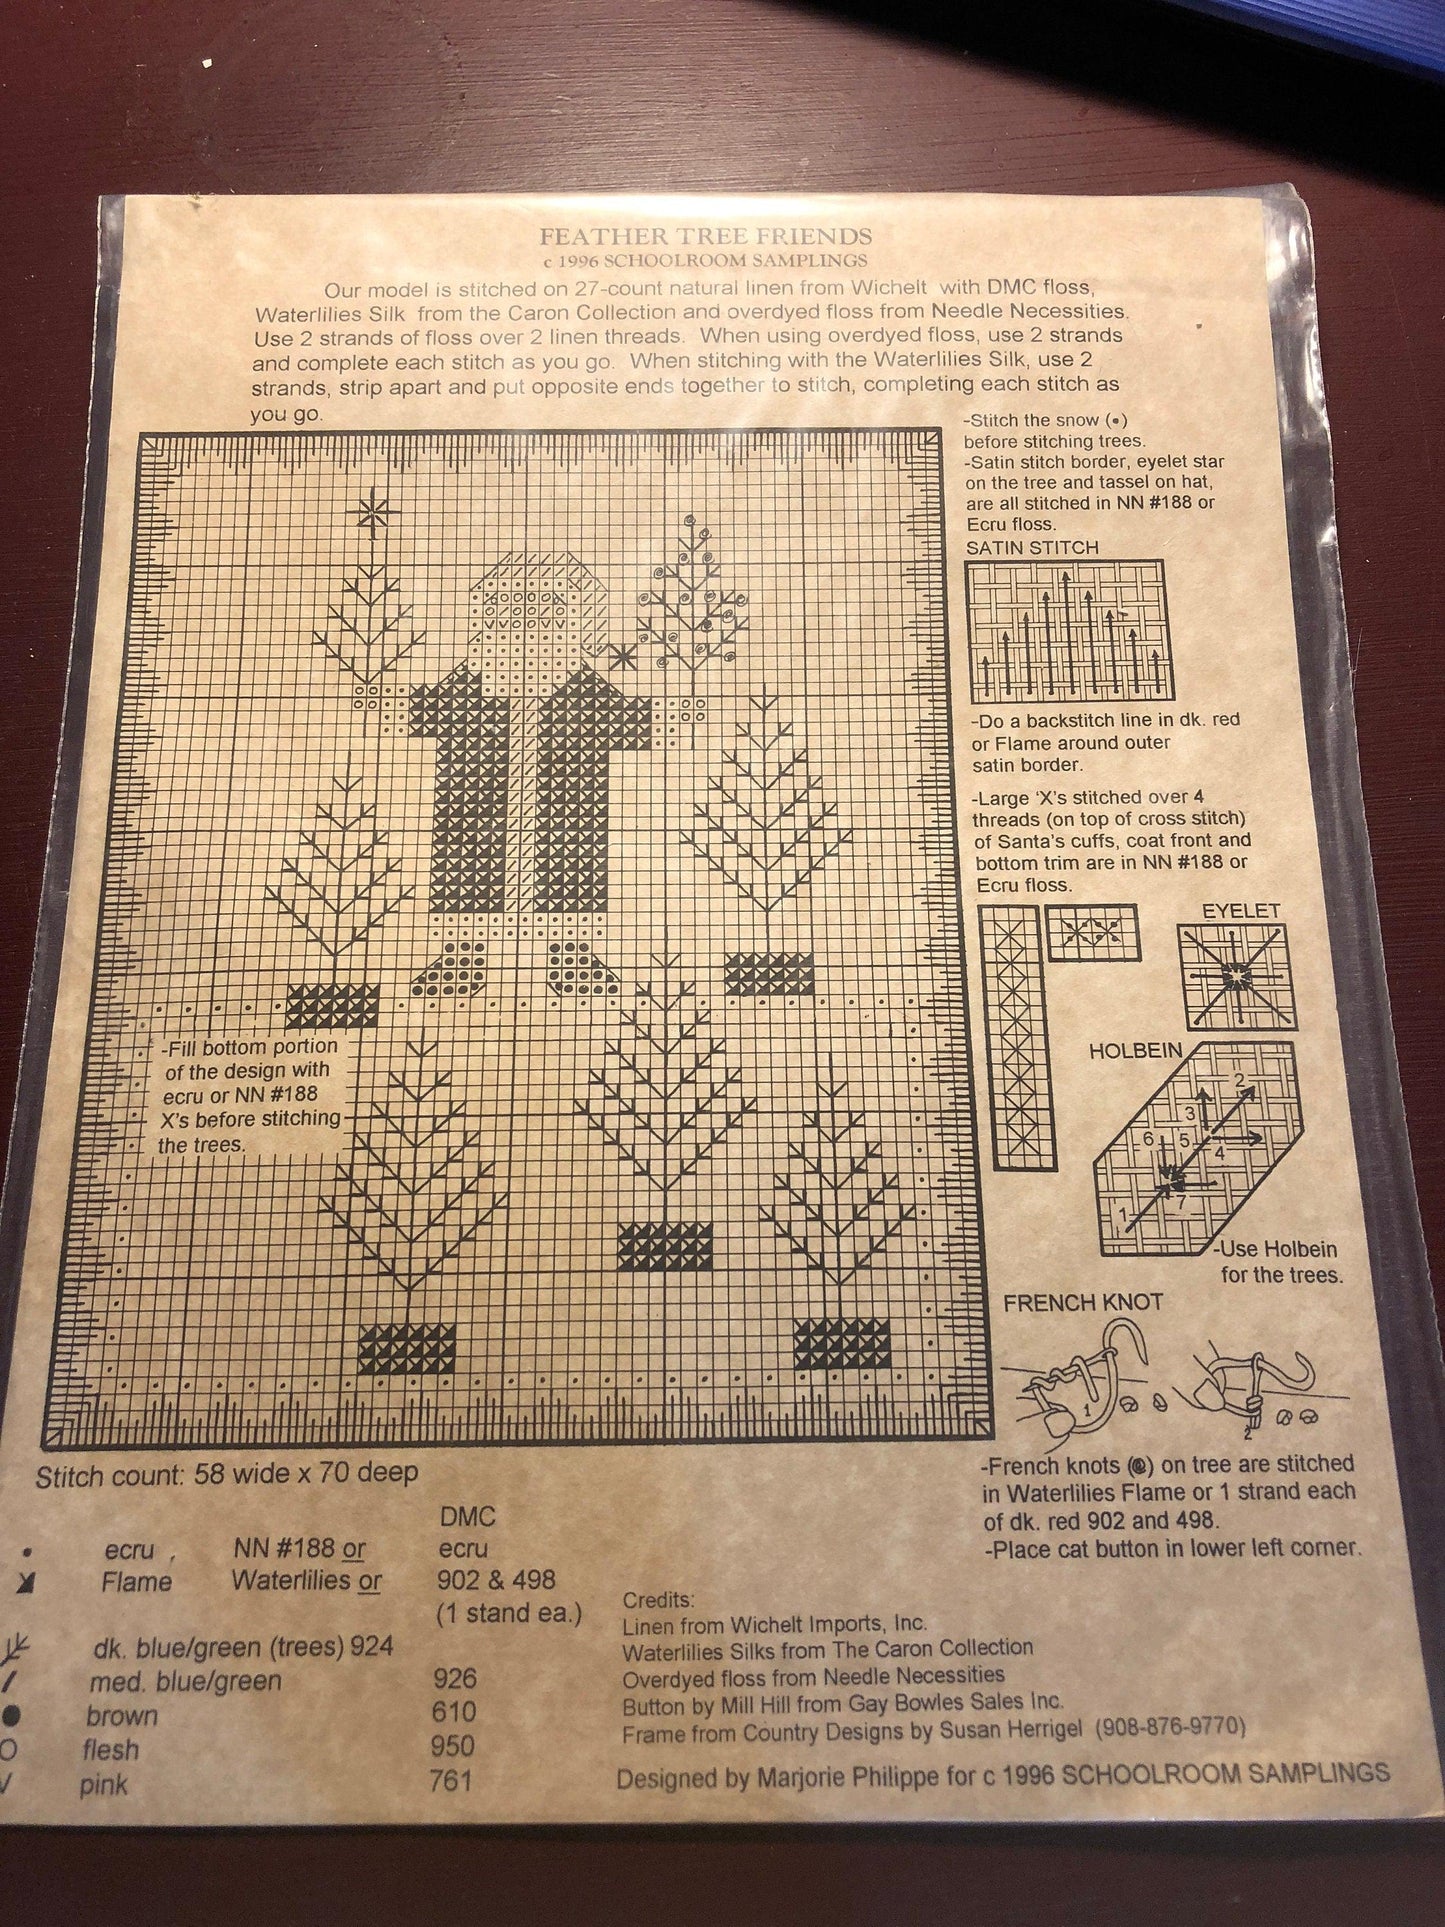 FEATHER TREE FRIENDS
c 1996 SCHOOLROOM SAMPLINGS
Our model is stitched on 27-count natural linen from Wichelt with DMC floss,
Waterlilies Silk from the Caron Collection and overdyed floss from Needle Necessities.
Use 2 strands of floss over 2 linen threads. When using overdyed floss, use 2 strands
and complete each stitch as you go. When stitching with the Waterlilies Silk, use 2
strands, strip apart and put opposite ends together to stitch, completing each stitch as
you go.
-Stitch the snow (•)
before stitching trees.
-Satin stitch border, eyelet star
on the tree and tassel on hat,
are all stitched in NN #188 or
Ecru floss.
SATIN STITCH
-Do a backstitch line in dk. red
or Flame around outer
satin border.
-Large 'X's stitched over 4
threads (on top of cross stitch)
of Santa's cuffs, coat front and
bottom trim are in NN #188 or
Ecru floss.
EYELET
HOLBEIN
1 2 3 4 5 6 7
-Use Holbein
for the trees.
-Fill bottom portion
of the design with
ecru or NN #188
X's before stitching
the trees.
FRENCH KNOT
1
2
-French knots (@) on tree are stitched
in Waterlilies Flame or 1 strand each
of dk. red 902 and 498.
-Place cat button in lower left corner.
Stitch count: 58 wide x 70 deep
DMC
• ecru NN #188 or ecru
Flame Waterlilies or 902 & 498
(1 stand ea.)
dk. blue/green (trees) 924
/ med. blue/green 926
● brown 610
O flesh 950
V pink 761
Credits:
Linen from Wichelt Imports, Inc.
Waterlilies Silks from The Caron Collection
Overdyed floss from Needle Necessities
Button by Mill Hill from Gay Bowles Sales Inc.
Frame from Country Designs by Susan Herrigel (908-876-9770)
Designed by Marjorie Philippe for c 1996 SCHOOLROOM SAMPLINGS